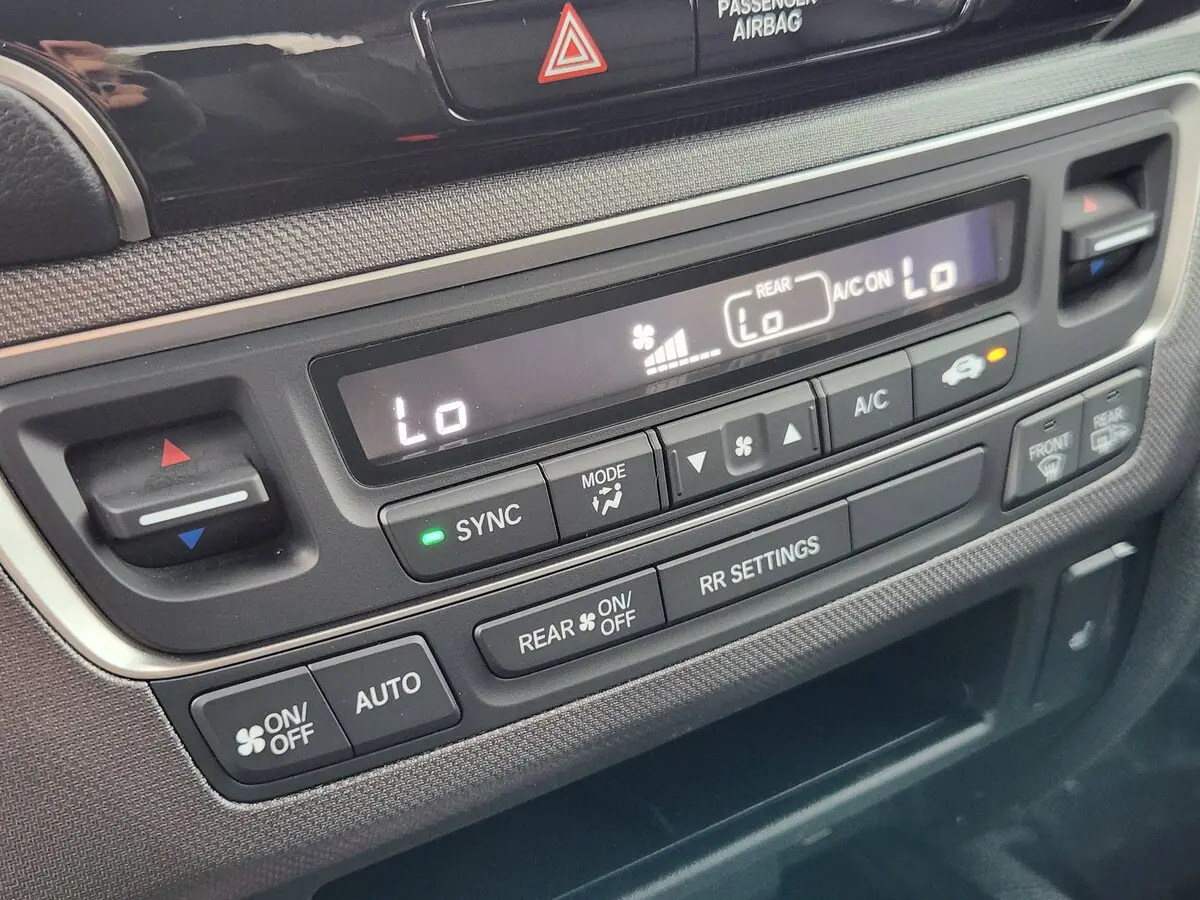 PASSENGER
AIRBAG
Lo
REAR
Lo
A/C ON
Lo
SYNC
MODE
A/C
FRONT
REAR
REAR ON/
OFF
RR SETTINGS
ON/
OFF
AUTO